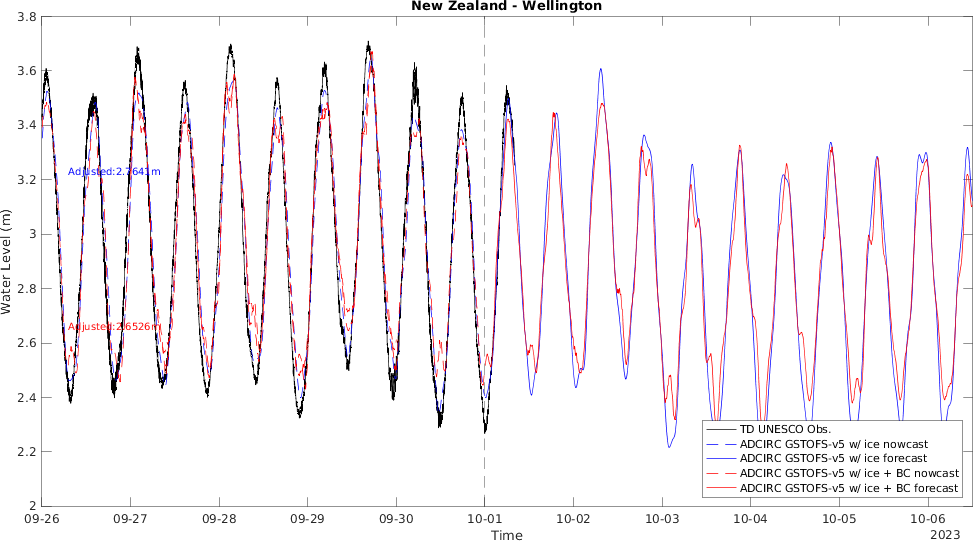 New Zealand - Wellington
3.8
3.6
3.4
3.2
3
2.8
2.6
2.4
2.2
2
Water Level (m)
Adjusted:2.7641m
Adjusted:2.6526m
TD UNESCO Obs.
ADCIRC GSTOFS-v5 w/ ice nowcast
ADCIRC GSTOFS-v5 w/ ice forecast
ADCIRC GSTOFS-v5 w/ ice + BC nowcast
ADCIRC GSTOFS-v5 w/ ice + BC forecast
09-26 09-27 09-28 09-29 09-30 10-01 10-02 10-03 10-04 10-05 10-06
Time
2023